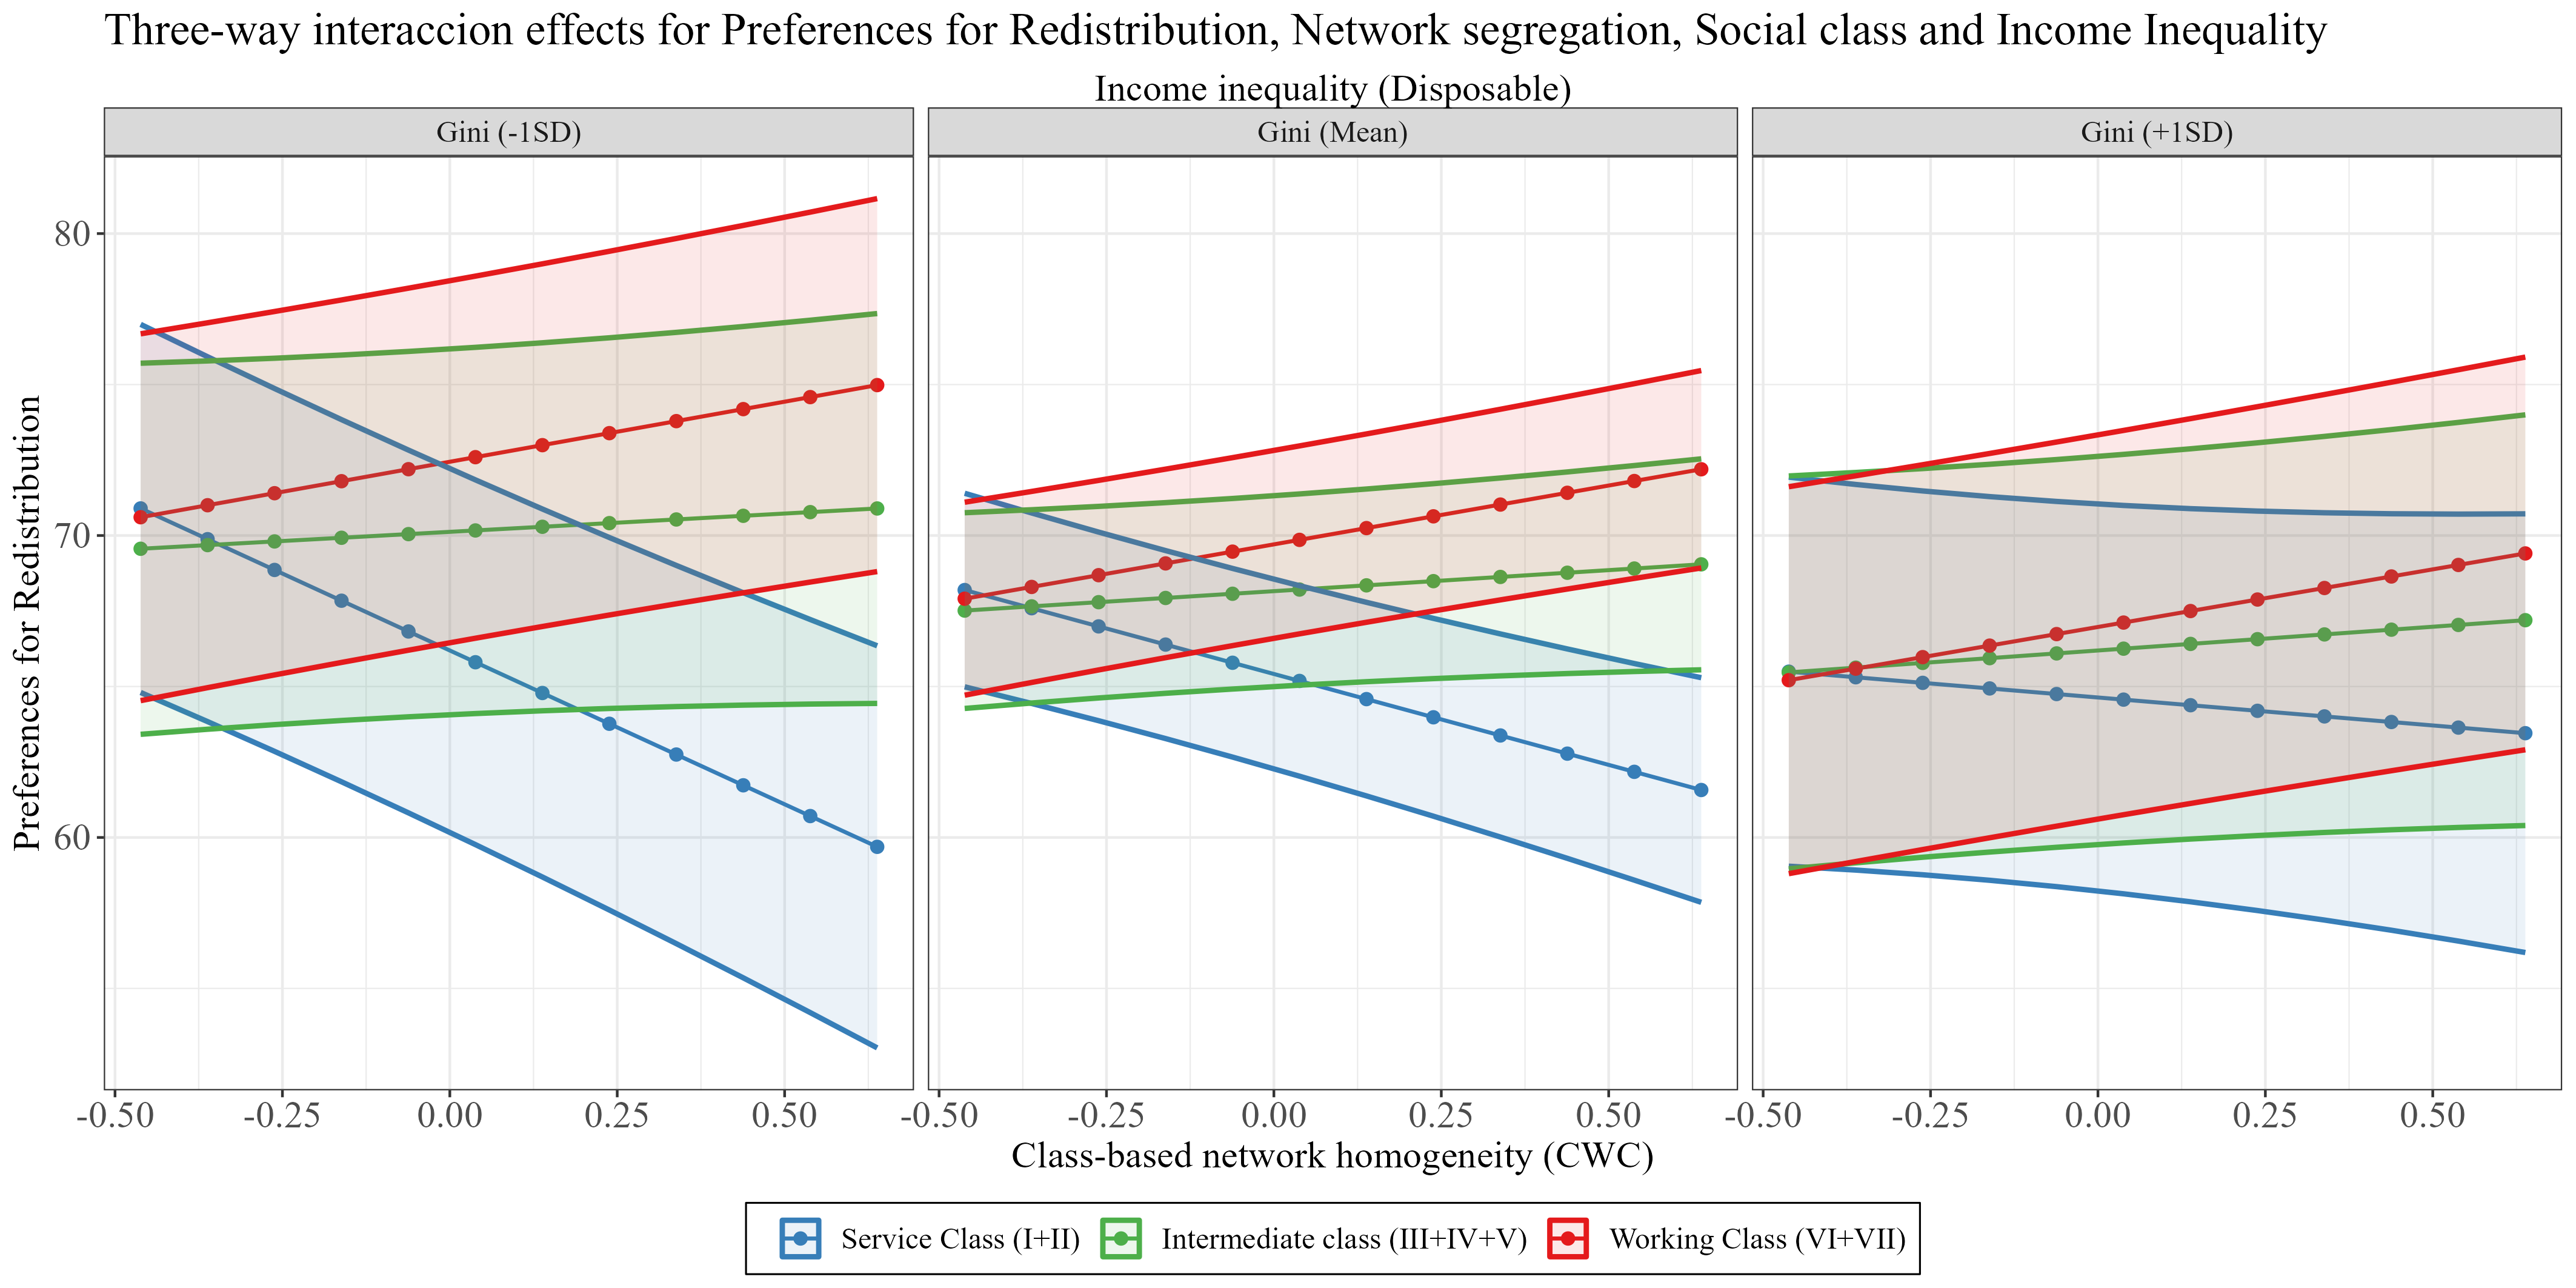 Three-way interaccion effects for Preferences for Redistribution, Network segregation, Social class and Income Inequality
Income inequality (Disposable)
Gini (-1SD)
Gini (Mean)
Gini (+1SD)
Preferences for Redistribution
80
70
60
-0.50 -0.25 0.00 0.25 0.50
-0.50 -0.25 0.00 0.25 0.50
-0.50 -0.25 0.00 0.25 0.50
Class-based network homogeneity (CWC)
Service Class (I+II) Intermediate class (III+IV+V) Working Class (VI+VII)